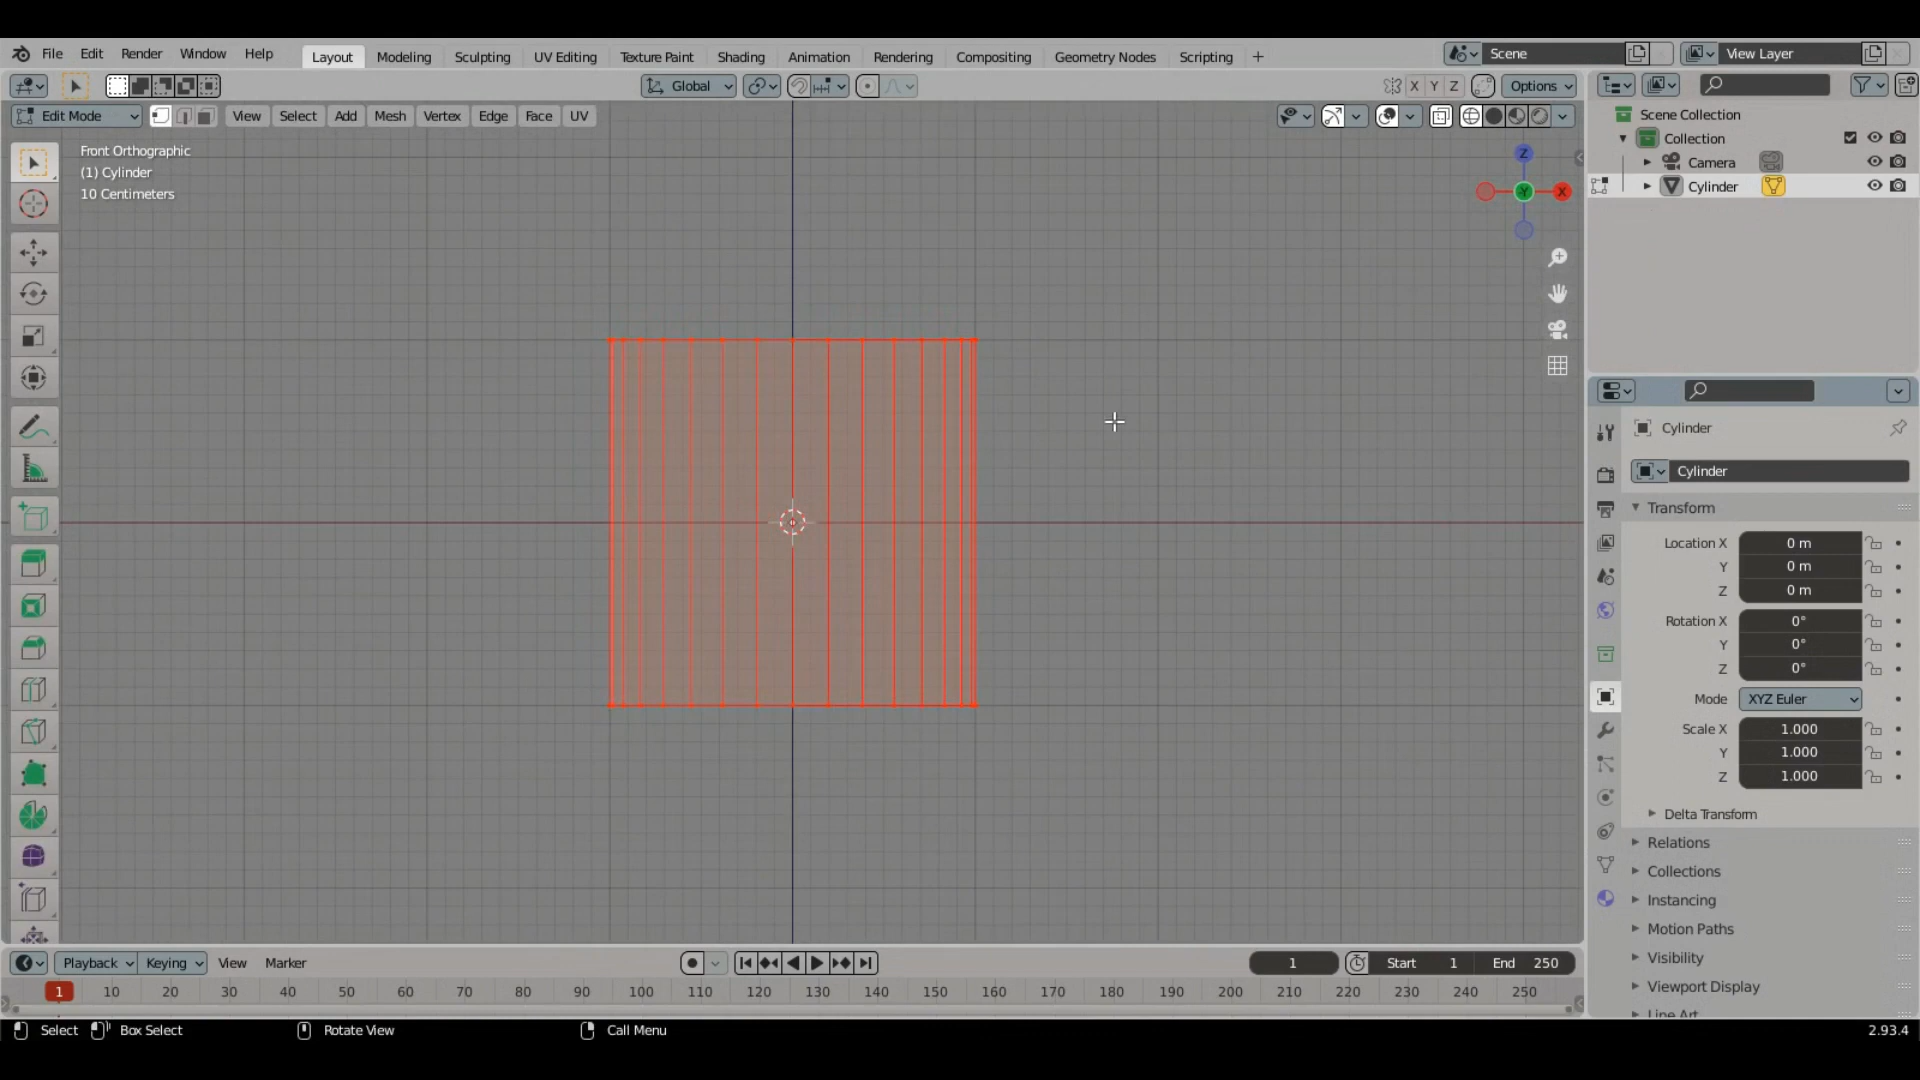 File Edit Render Window Help Layout Modeling Sculpting UV Editing Texture Paint Shading Animation Rendering Compositing Geometry Nodes Scripting + Scene View Layer
Global X Y Z Options
Edit Mode View Select Add Mesh Vertex Edge Face UV
Front Orthographic
(1) Cylinder
10 Centimeters
Z
Y
X
Scene Collection
Collection
Camera
Cylinder
Cylinder
Cylinder
Transform
Location X 0 m
Y 0 m
Z 0 m
Rotation X 0°
Y 0°
Z 0°
Mode XYZ Euler
Scale X 1.000
Y 1.000
Z 1.000
Delta Transform
Relations
Collections
Instancing
Motion Paths
Visibility
Viewport Display
Line Art
Playback Keying View Marker 1 Start 1 End 250
1 10 20 30 40 50 60 70 80 90 100 110 120 130 140 150 160 170 180 190 200 210 220 230 240 250
Select Box Select Rotate View Call Menu 2.93.4